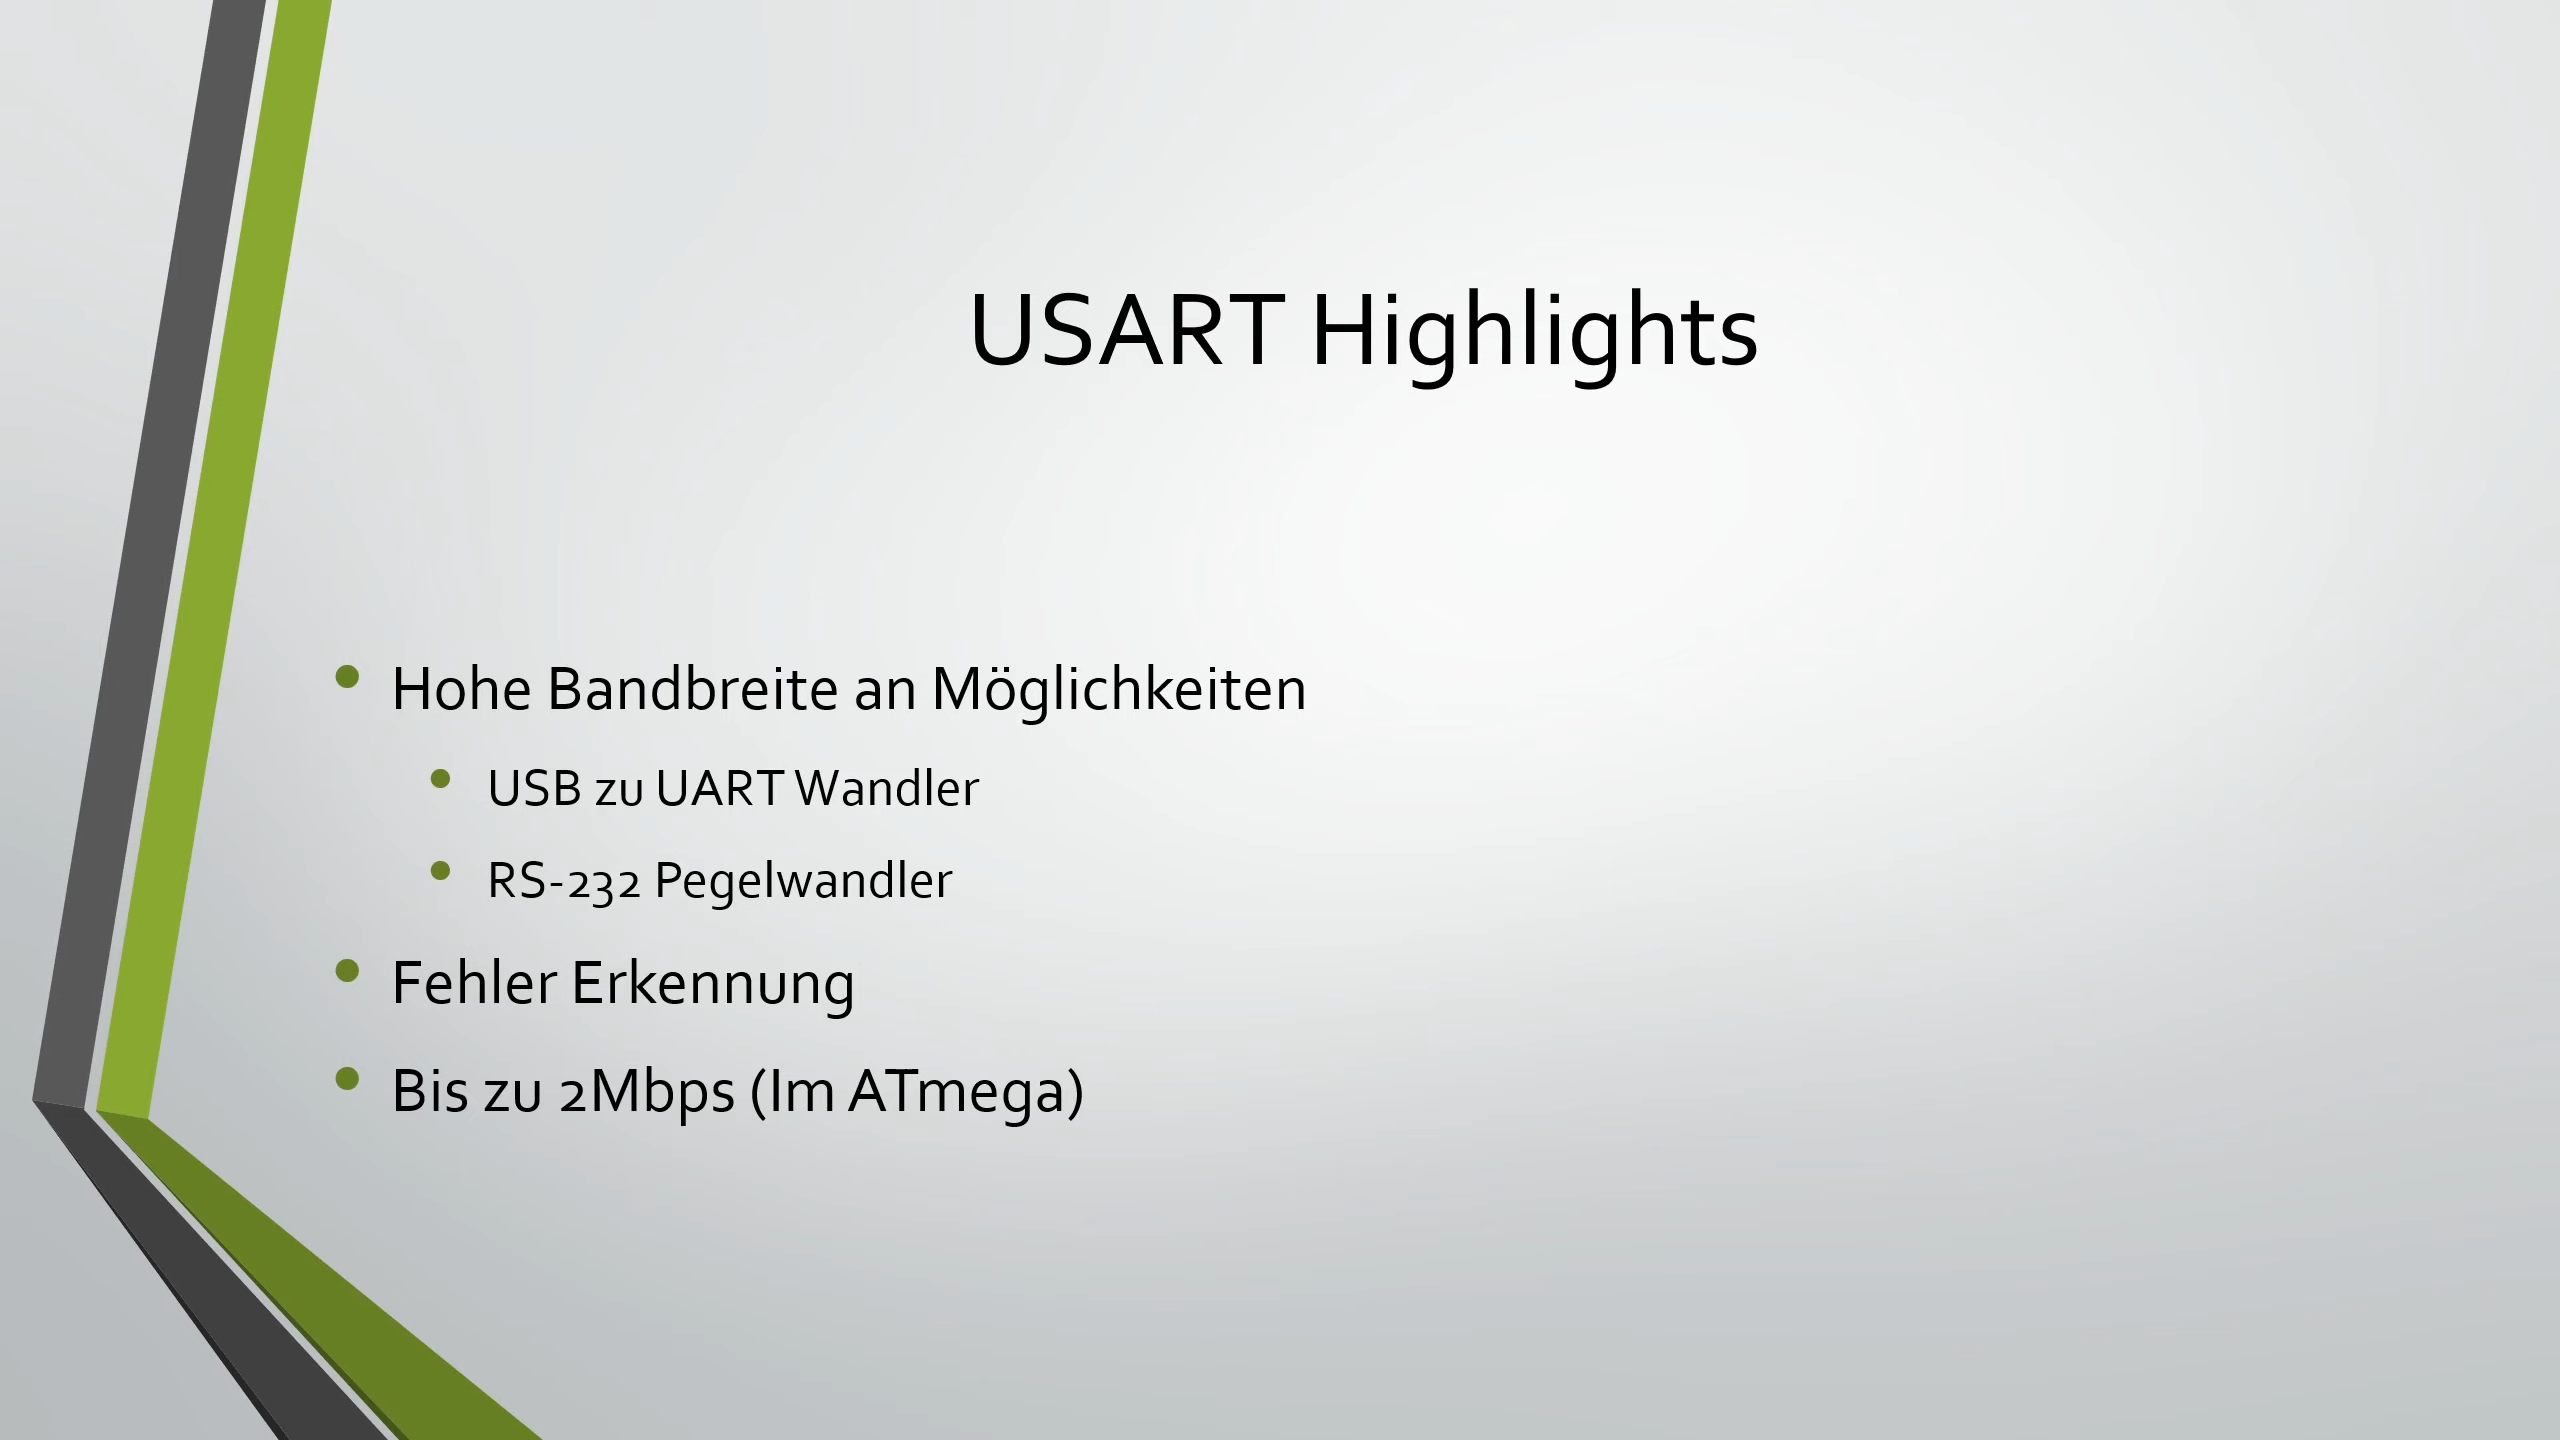 USART Highlights
Hohe Bandbreite an Möglichkeiten
USB zu UART Wandler
RS-232 Pegelwandler
Fehler Erkennung
Bis zu 2Mbps (Im ATmega)